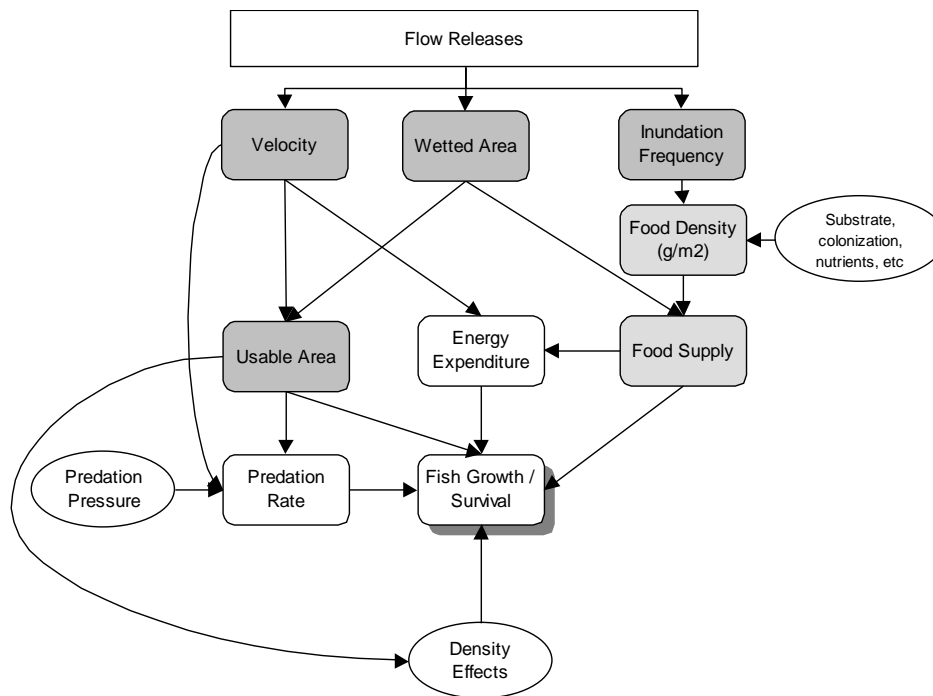 Flow Releases
Velocity
Wetted Area
Inundation
Frequency
Food Density
(g/m2)
Substrate,
colonization,
nutrients, etc
Usable Area
Energy
Expenditure
Food Supply
Predation
Pressure
Predation
Rate
Fish Growth /
Survival
Density
Effects